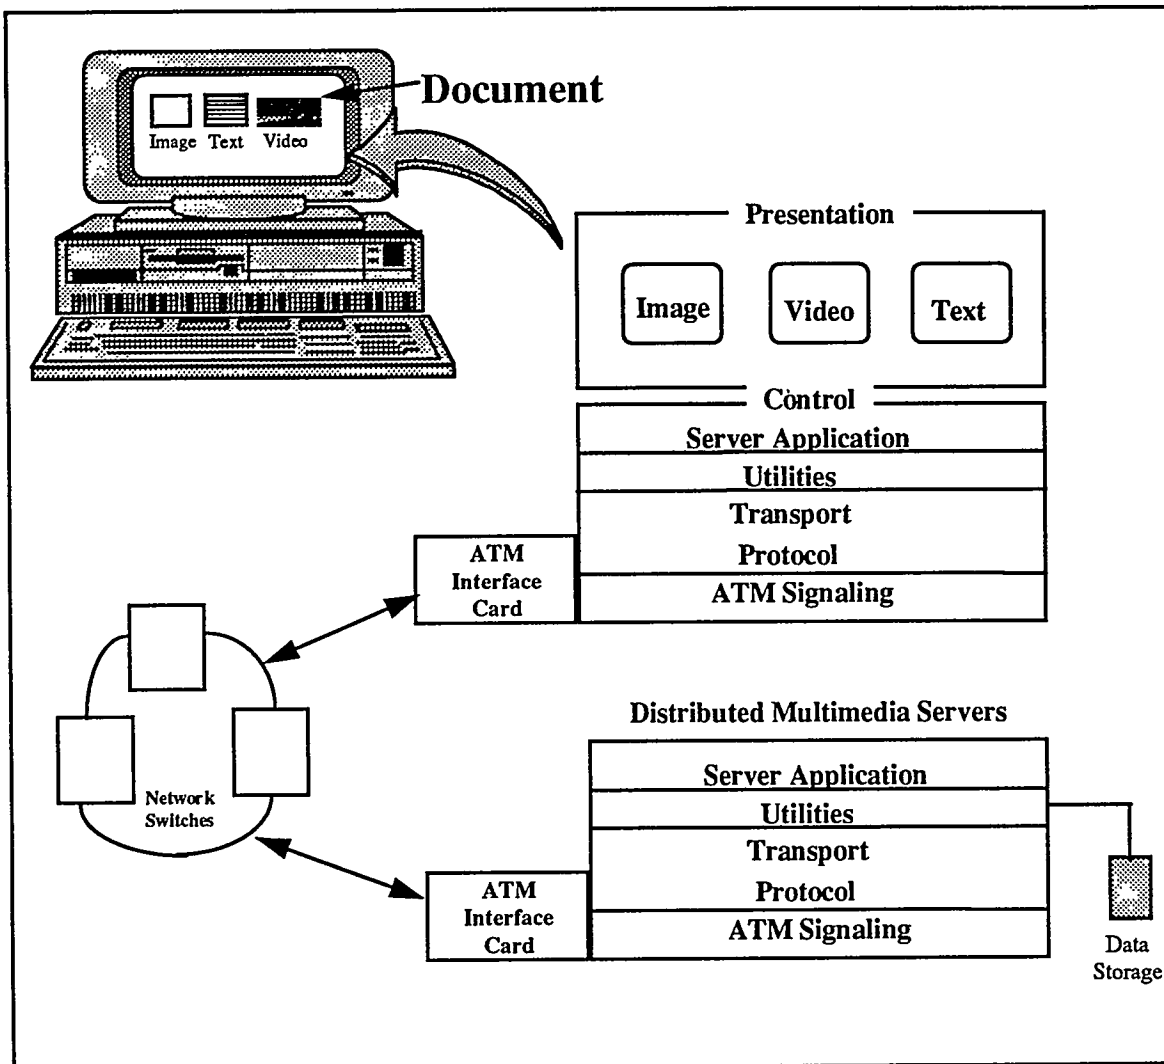 Document
Image Text Video
Presentation
Image Video Text
Control
Server Application
Utilities
Transport
Protocol
ATM Signaling
ATM
Interface
Card
Network
Switches
Distributed Multimedia Servers
Server Application
Utilities
Transport
Protocol
ATM Signaling
ATM
Interface
Card
Data
Storage